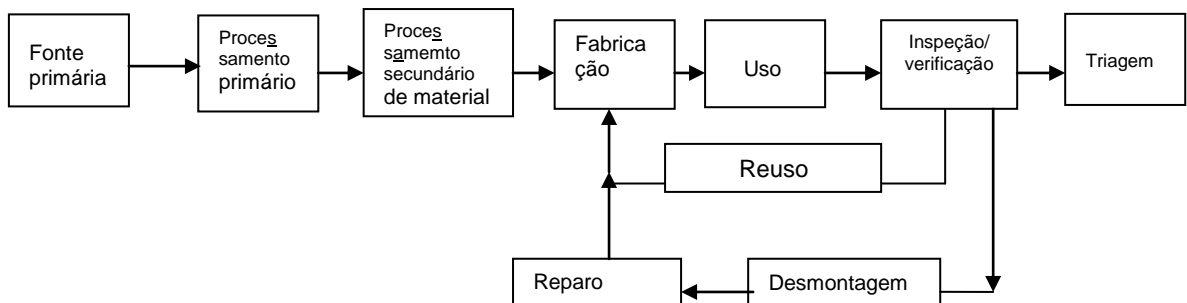 Fonte
primária
Proces
samento
primário
Proces
samemto
secundário
de material
Fabrica
ção
Uso
Inspeção/
verificação
Triagem
Reuso
Reparo
Desmontagem